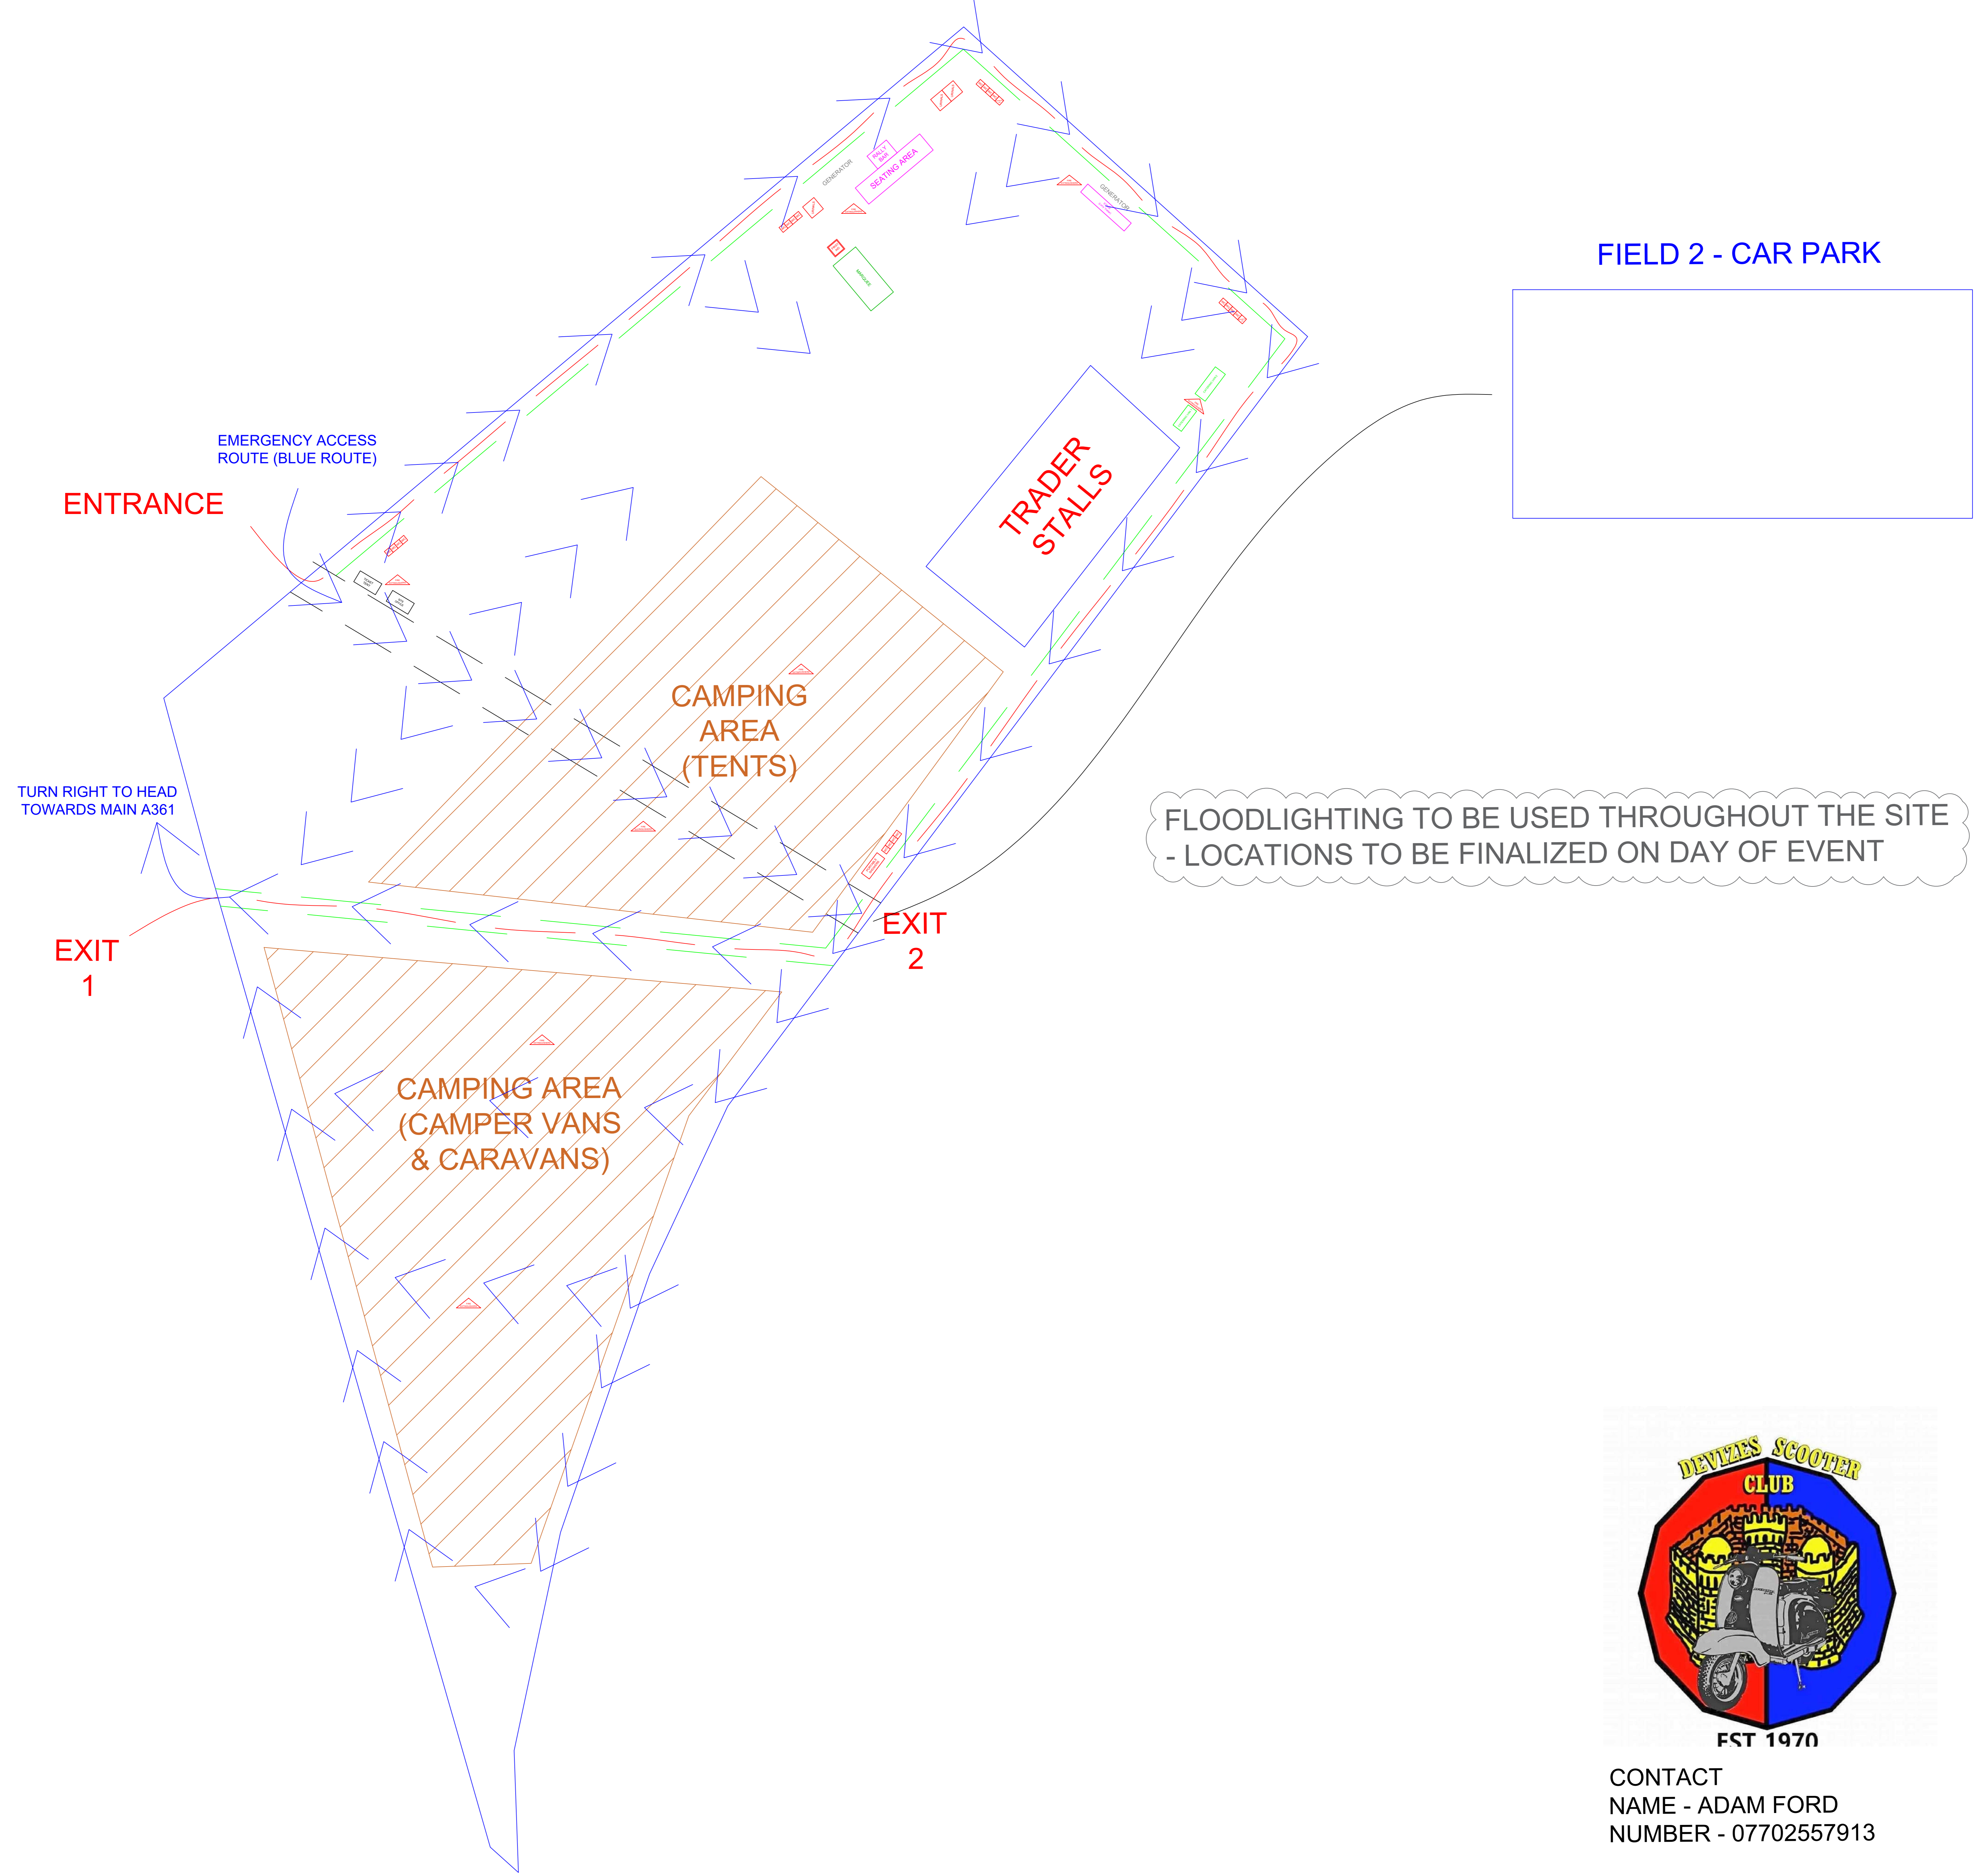 GENERATOR
RALLY
BAR
SEATING AREA
GENERATOR
MARQUEE
FIELD 2 - CAR PARK
EMERGENCY ACCESS
ROUTE (BLUE ROUTE)
ENTRANCE
TRADER
STALLS
CAMPING
AREA
(TENTS)
TURN RIGHT TO HEAD
TOWARDS MAIN A361
FLOODLIGHTING TO BE USED THROUGHOUT THE SITE
- LOCATIONS TO BE FINALIZED ON DAY OF EVENT
EXIT
1
EXIT
2
CAMPING AREA
(CAMPER VANS
& CARAVANS)
DEVIZES SCOOTER
CLUB
EST 1970
CONTACT
NAME - ADAM FORD
NUMBER - 07702557913